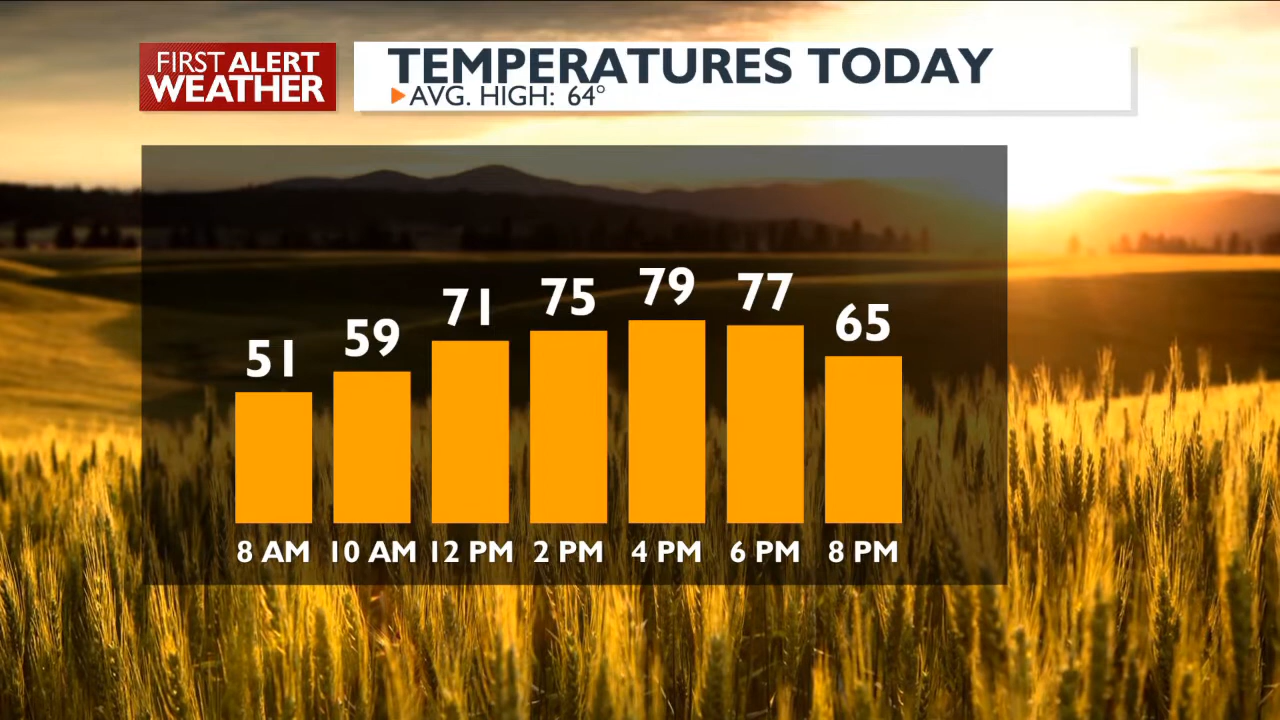 FIRST ALERT
WEATHER
TEMPERATURES TODAY
AVG. HIGH: 64°
51 59 71 75 79 77 65
8 AM 10 AM 12 PM 2 PM 4 PM 6 PM 8 PM